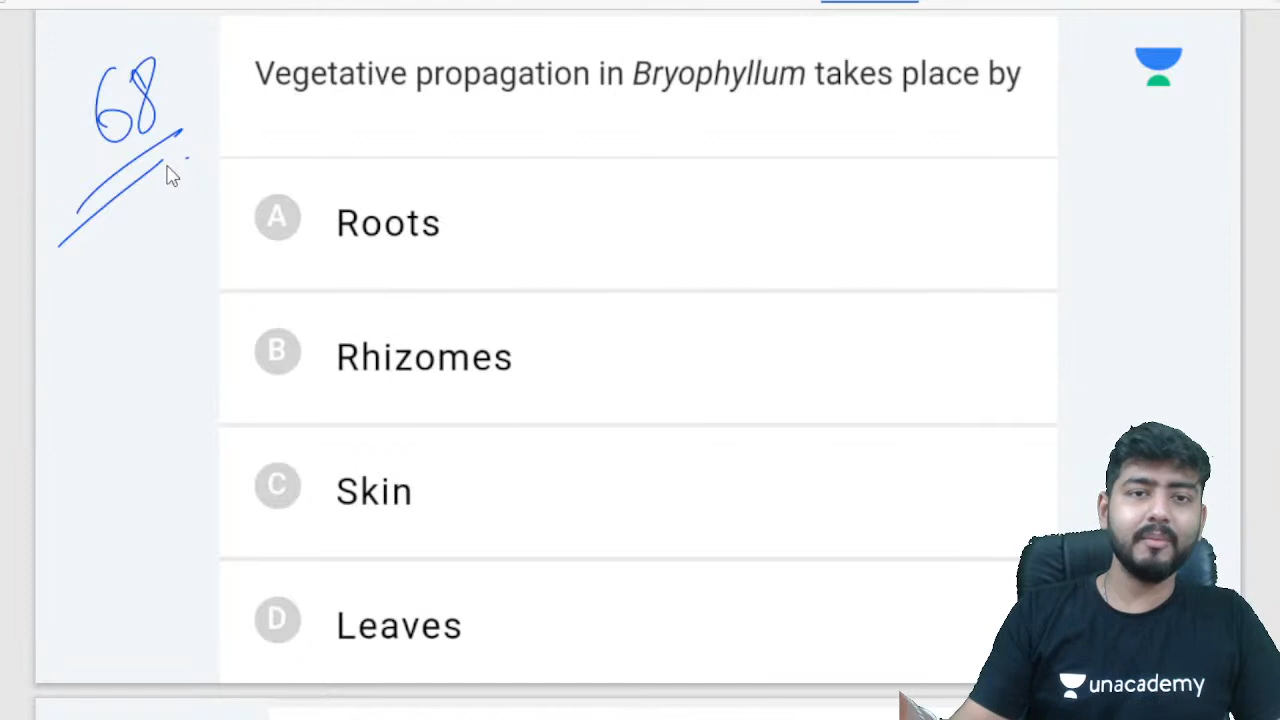 68
Vegetative propagation in Bryophyllum takes place by
A Roots
B Rhizomes
C Skin
D Leaves
unacademy